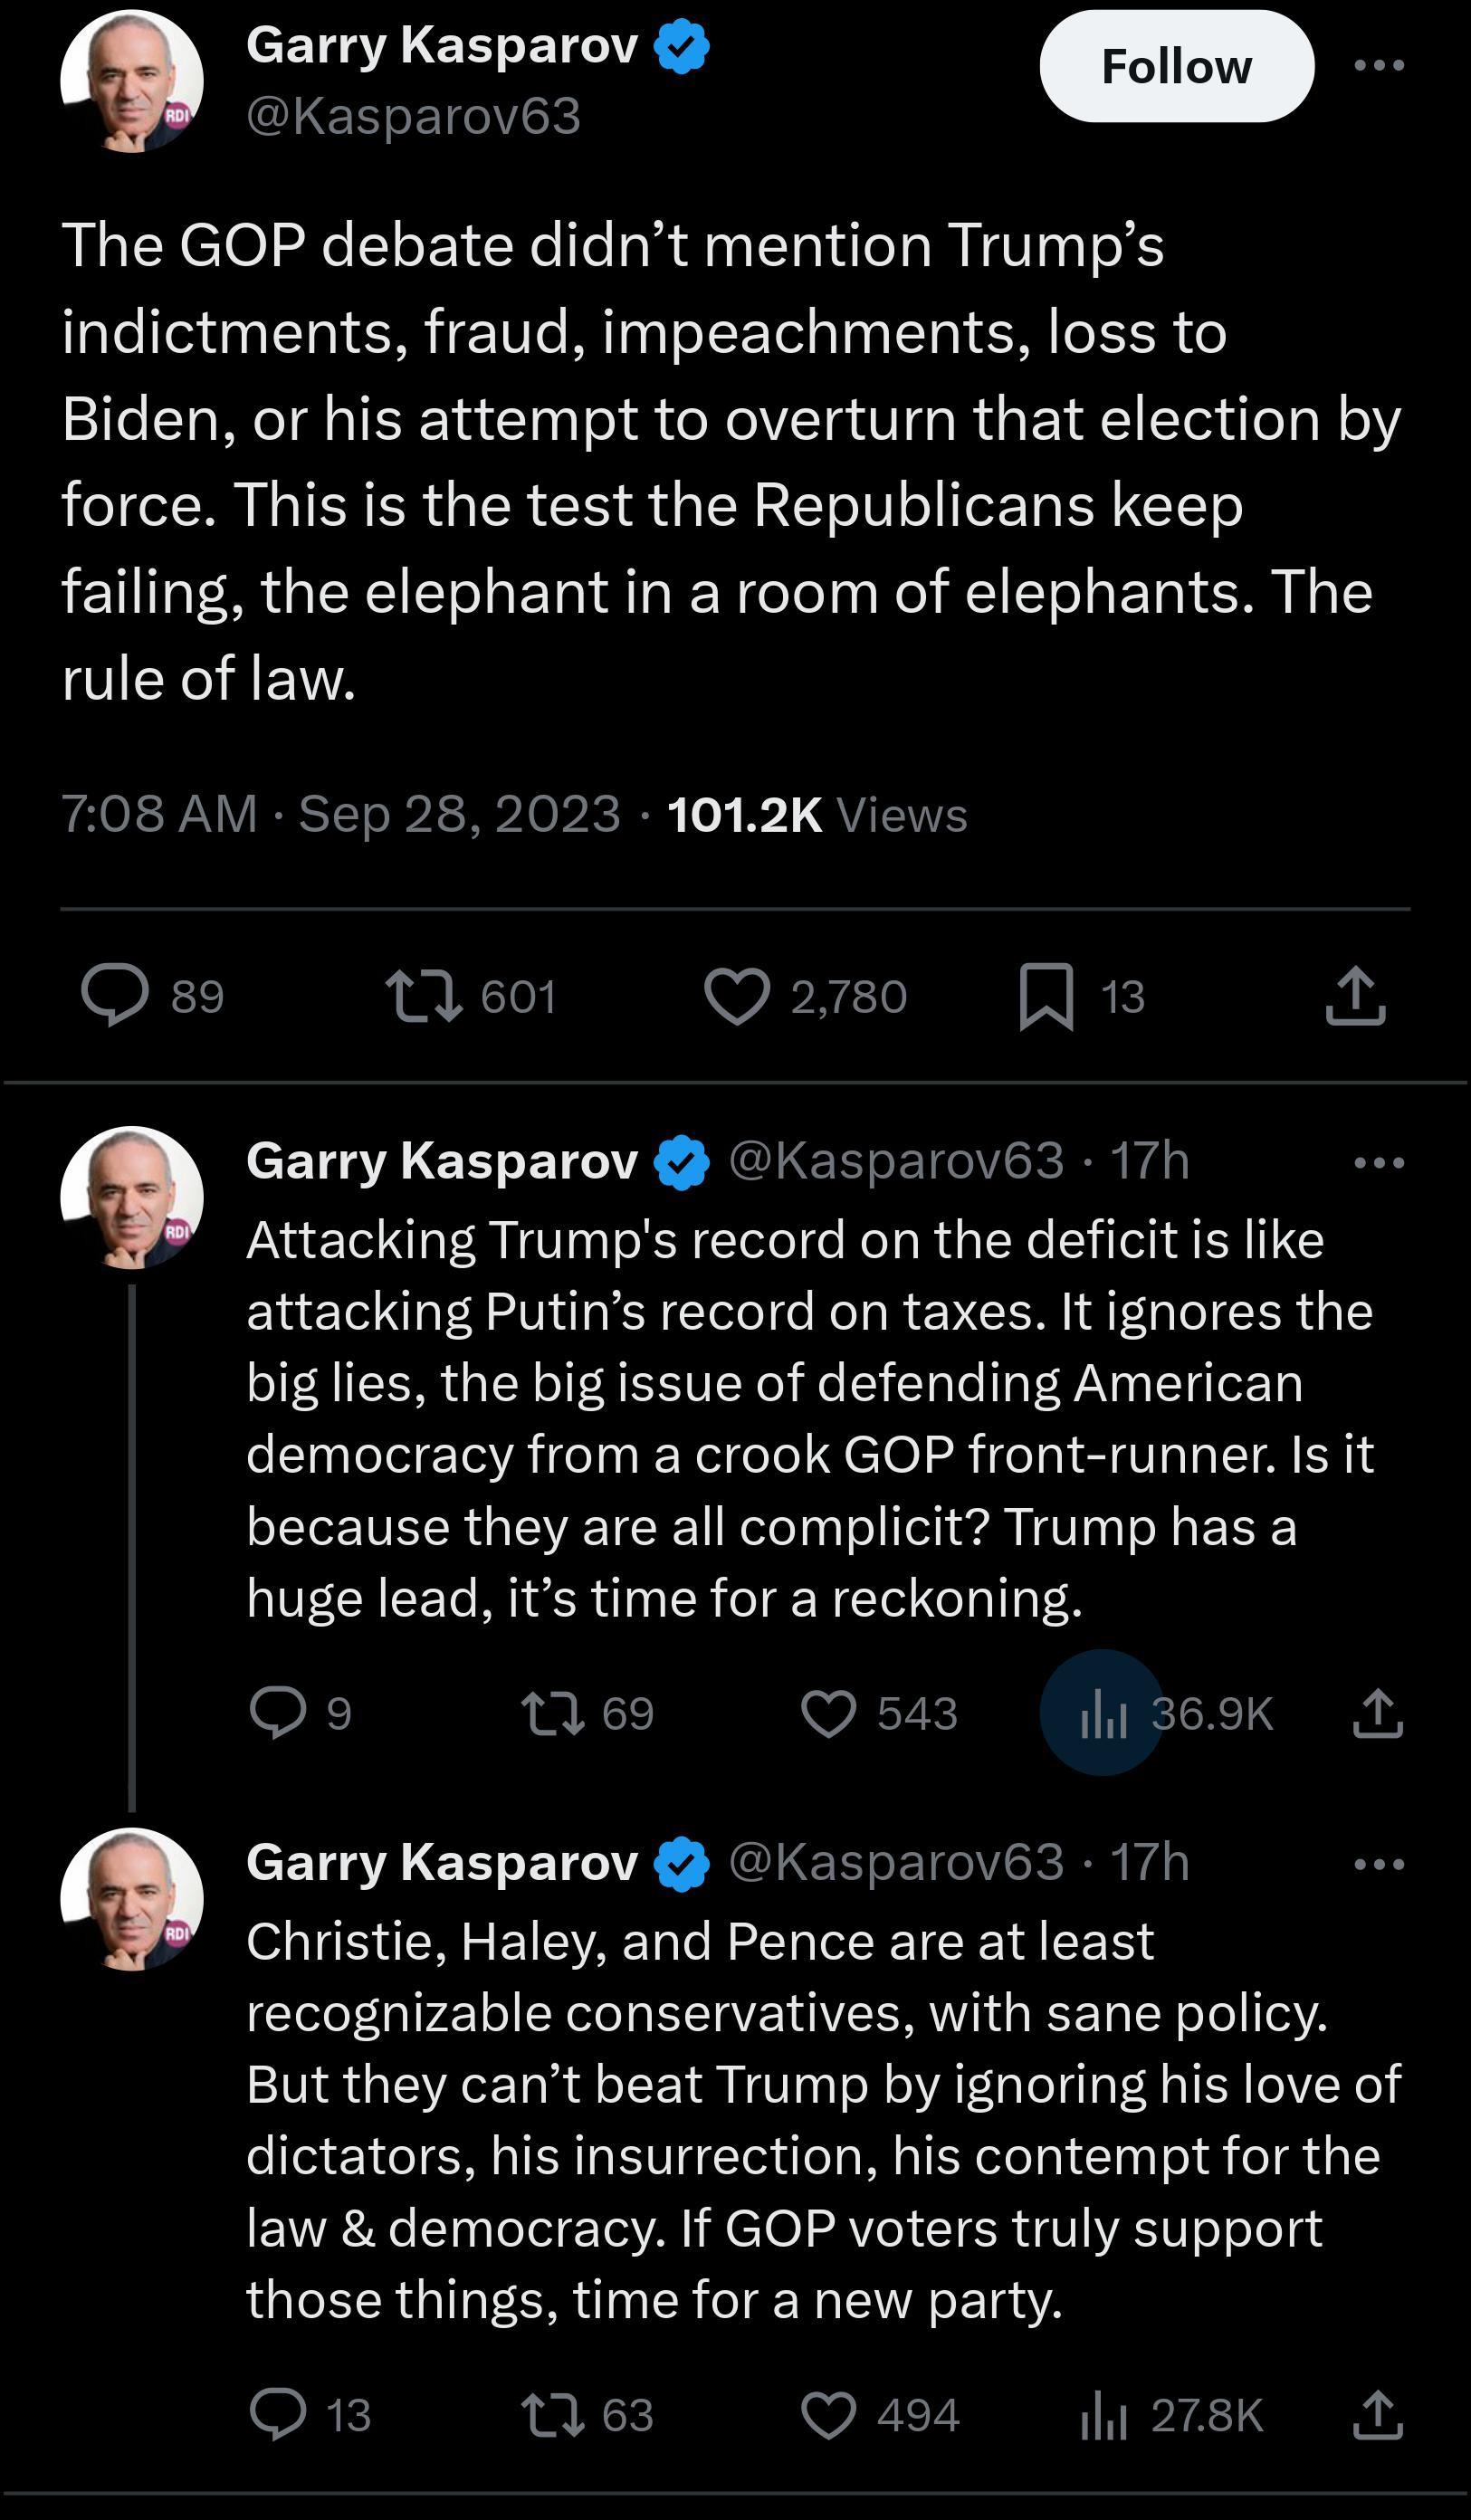 Garry Kasparov
@Kasparov63
Follow
RDI
The GOP debate didn’t mention Trump’s
indictments, fraud, impeachments, loss to
Biden, or his attempt to overturn that election by
force. This is the test the Republicans keep
failing, the elephant in a room of elephants. The
rule of law.
7:08 AM · Sep 28, 2023 · 101.2K Views
89 601 2,780 13
Garry Kasparov @Kasparov63 · 17h
RDI
Attacking Trump's record on the deficit is like
attacking Putin’s record on taxes. It ignores the
big lies, the big issue of defending American
democracy from a crook GOP front-runner. Is it
because they are all complicit? Trump has a
huge lead, it’s time for a reckoning.
9 69 543 36.9K
Garry Kasparov @Kasparov63 · 17h
RDI
Christie, Haley, and Pence are at least
recognizable conservatives, with sane policy.
But they can’t beat Trump by ignoring his love of
dictators, his insurrection, his contempt for the
law & democracy. If GOP voters truly support
those things, time for a new party.
13 63 494 27.8K